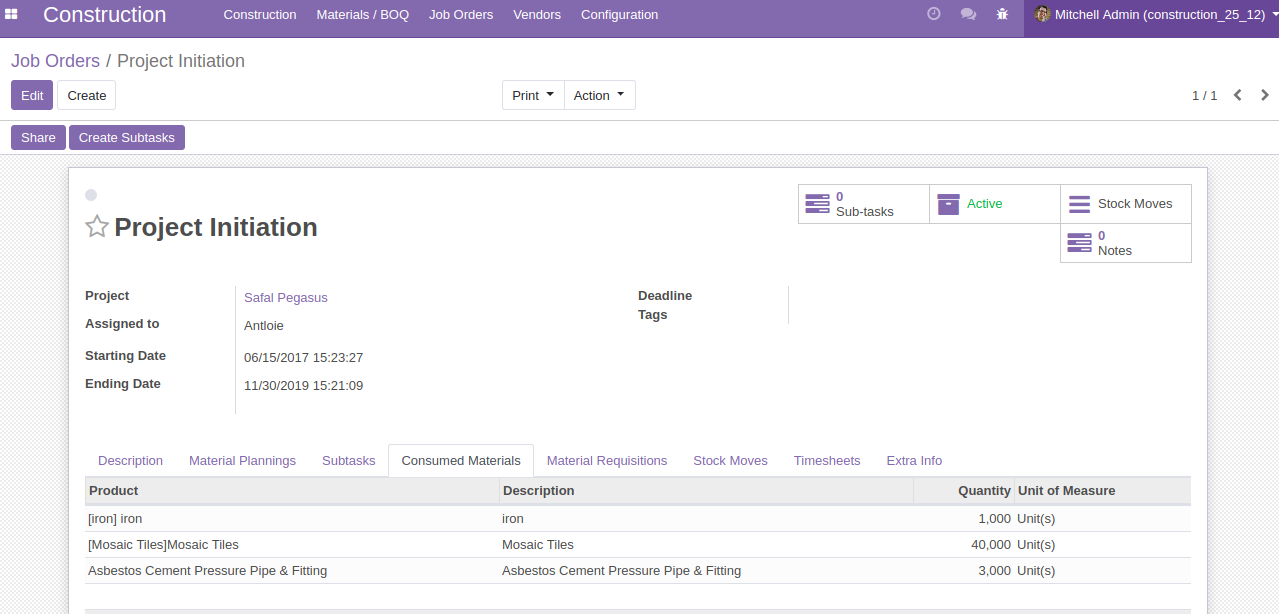 Construction Construction Materials / BOQ Job Orders Vendors Configuration Mitchell Admin (construction_25_12)
Job Orders / Project Initiation
Edit Create Print Action 1 / 1
Share Create Subtasks
0
Sub-tasks
Active
Stock Moves
Project Initiation
0
Notes
Project Safal Pegasus
Assigned to Antloie
Starting Date 06/15/2017 15:23:27
Ending Date 11/30/2019 15:21:09
Deadline
Tags
Description Material Plannings Subtasks Consumed Materials Material Requisitions Stock Moves Timesheets Extra Info
Product Description Quantity Unit of Measure
[iron] iron iron 1,000 Unit(s)
[Mosaic Tiles]Mosaic Tiles Mosaic Tiles 40,000 Unit(s)
Asbestos Cement Pressure Pipe & Fitting Asbestos Cement Pressure Pipe & Fitting 3,000 Unit(s)